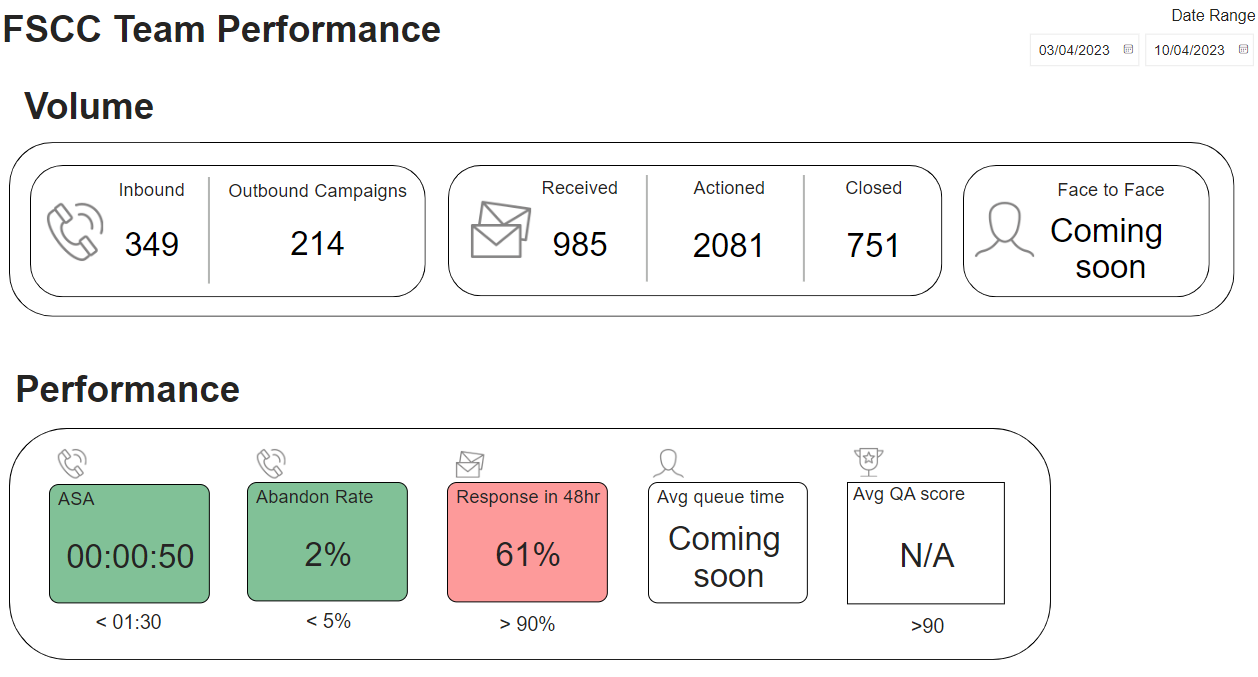 FSCC Team Performance
Date Range
03/04/2023
10/04/2023
Volume
Inbound
349
Outbound Campaigns
214
Received
985
Actioned
2081
Closed
751
Face to Face
Coming
soon
Performance
ASA
00:00:50
< 01:30
Abandon Rate
2%
< 5%
Response in 48hr
61%
> 90%
Avg queue time
Coming
soon
Avg QA score
N/A
>90